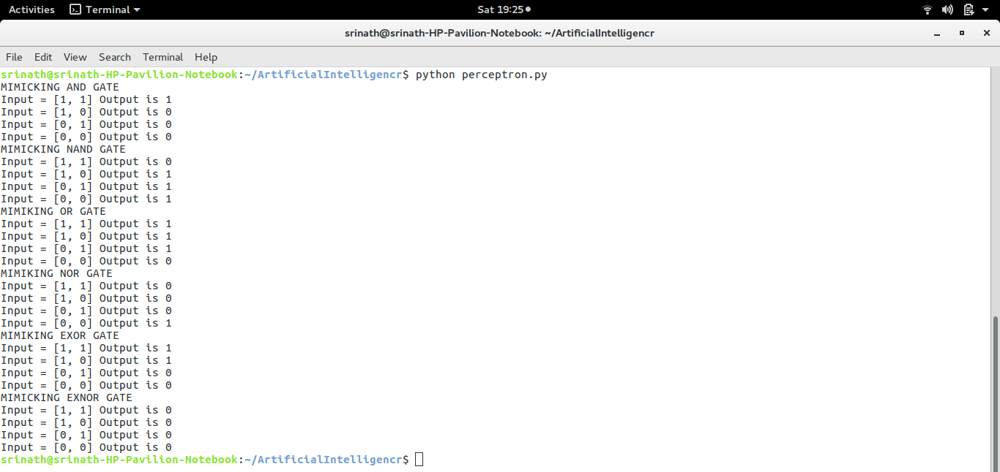 Activities Terminal Sat 19:25
srinath@srinath-HP-Pavilion-Notebook: ~/ArtificialIntelligencr
File Edit View Search Terminal Help
srinath@srinath-HP-Pavilion-Notebook:~/ArtificialIntelligencr$ python perceptron.py
MIMICKING AND GATE
Input = [1, 1] Output is 1
Input = [1, 0] Output is 0
Input = [0, 1] Output is 0
Input = [0, 0] Output is 0
MIMICKING NAND GATE
Input = [1, 1] Output is 0
Input = [1, 0] Output is 1
Input = [0, 1] Output is 1
Input = [0, 0] Output is 1
MIMIKING OR GATE
Input = [1, 1] Output is 1
Input = [1, 0] Output is 1
Input = [0, 1] Output is 1
Input = [0, 0] Output is 0
MIMIKING NOR GATE
Input = [1, 1] Output is 0
Input = [1, 0] Output is 0
Input = [0, 1] Output is 0
Input = [0, 0] Output is 1
MIMIKING EXOR GATE
Input = [1, 1] Output is 1
Input = [1, 0] Output is 1
Input = [0, 1] Output is 0
Input = [0, 0] Output is 0
MIMICKING EXNOR GATE
Input = [1, 1] Output is 0
Input = [1, 0] Output is 0
Input = [0, 1] Output is 0
Input = [0, 0] Output is 0
srinath@srinath-HP-Pavilion-Notebook:~/ArtificialIntelligencr$